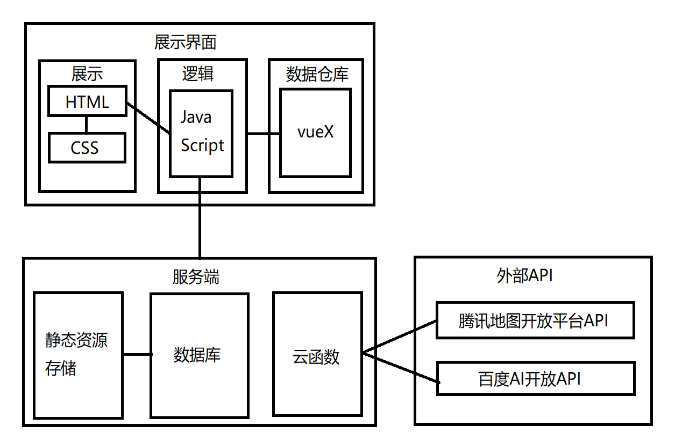 展示界面
展示
HTML
CSS
逻辑
Java
Script
数据仓库
vueX
服务端
静态资源
存储
数据库
云函数
外部API
腾讯地图开放平台API
百度AI开放API